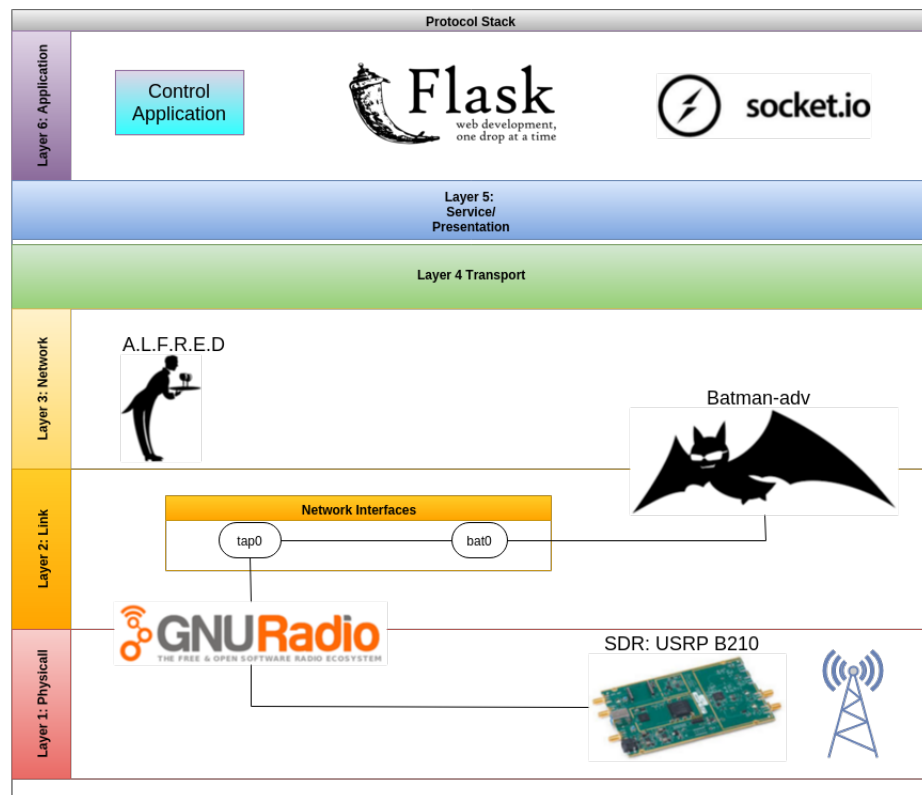 Protocol Stack
Layer 6: Application
Control
Application
Flask
web development,
one drop at a time
socket.io
Layer 5:
Service/
Presentation
Layer 4 Transport
Layer 3: Network
A.L.F.R.E.D
Batman-adv
Layer 2: Link
Network Interfaces
tap0
bat0
GNURadio
THE FREE & OPEN SOFTWARE RADIO ECOSYSTEM
Layer 1: Physicall
SDR: USRP B210